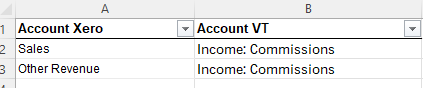 A B
1 Account Xero Account VT
2 Sales Income: Commissions
3 Other Revenue Income: Commissions